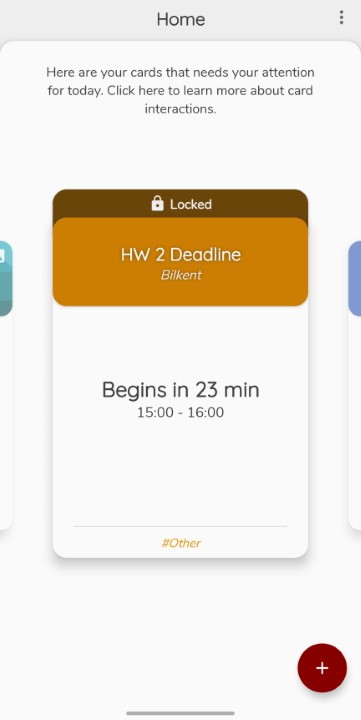 Home
Here are your cards that needs your attention
for today. Click here to learn more about card
interactions.
Locked
HW 2 Deadline
Bilkent
Begins in 23 min
15:00 - 16:00
#Other
+